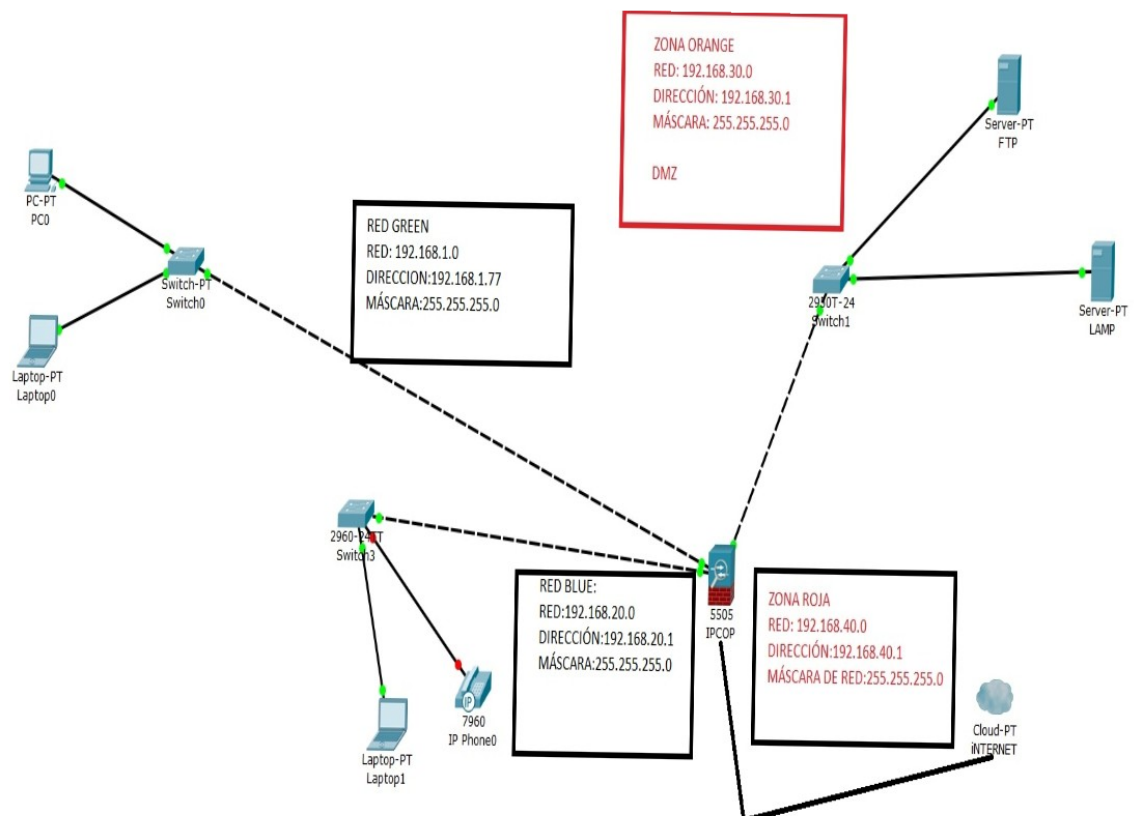 ZONA ORANGE
RED: 192.168.30.0
DIRECCIÓN: 192.168.30.1
MÁSCARA: 255.255.255.0
DMZ
Server-PT
FTP
PC-PT
PC0
RED GREEN
RED: 192.168.1.0
DIRECCION:192.168.1.77
MÁSCARA:255.255.255.0
Switch-PT
Switch0
2950T-24
Switch1
Server-PT
LAMP
Laptop-PT
Laptop0
2960-24TT
Switch3
RED BLUE:
RED:192.168.20.0
DIRECCIÓN:192.168.20.1
MÁSCARA:255.255.255.0
5505
IPCOP
ZONA ROJA
RED: 192.168.40.0
DIRECCIÓN:192.168.40.1
MÁSCARA DE RED:255.255.255.0
IP
7960
IP Phone0
Cloud-PT
iNTERNET
Laptop-PT
Laptop1